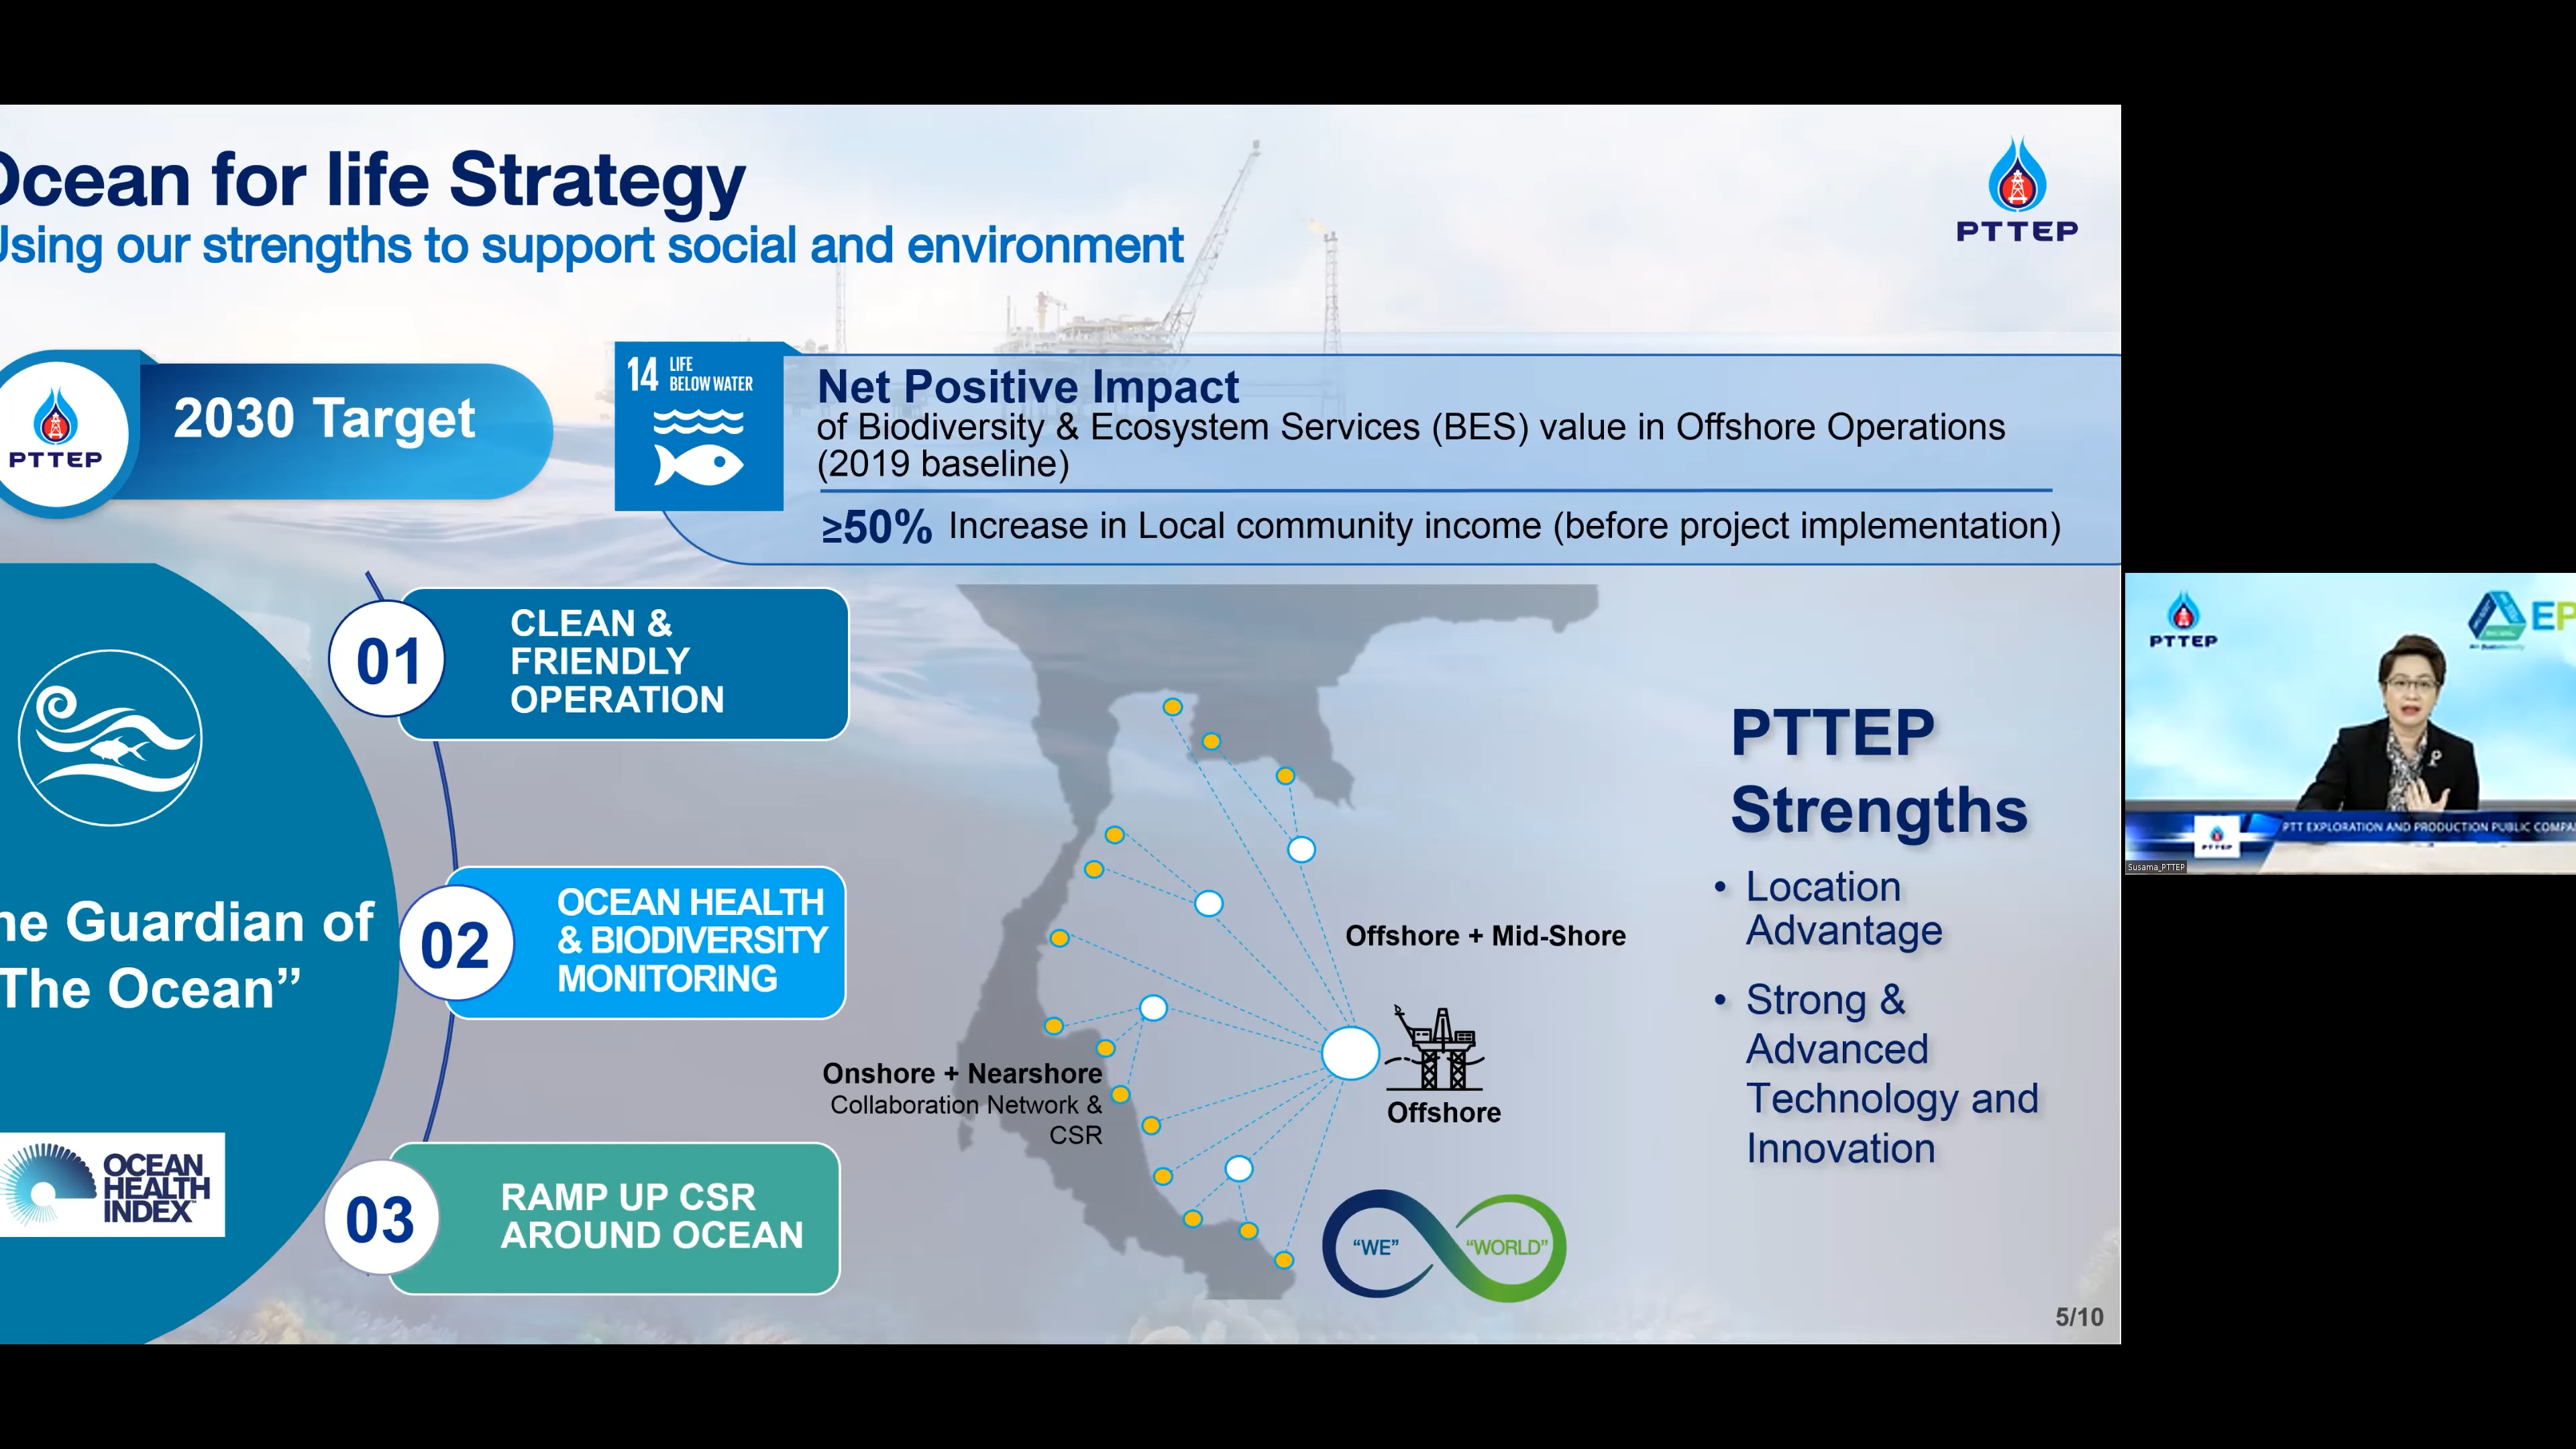 Ocean for life Strategy
Using our strengths to support social and environment
PTTEP
PTTEP
2030 Target
14 LIFE
BELOW WATER
Net Positive Impact
of Biodiversity & Ecosystem Services (BES) value in Offshore Operations
(2019 baseline)
≥50% Increase in Local community income (before project implementation)
he Guardian of
The Ocean”
OCEAN
HEALTH
INDEX
01
CLEAN &
FRIENDLY
OPERATION
02
OCEAN HEALTH
& BIODIVERSITY
MONITORING
03
RAMP UP CSR
AROUND OCEAN
Offshore + Mid-Shore
Onshore + Nearshore
Collaboration Network &
CSR
Offshore
“WE” “WORLD”
PTTEP
Strengths
• Location
Advantage
• Strong &
Advanced
Technology and
Innovation
5/10
PTTEP
EP
PTT EXPLORATION AND PRODUCTION PUBLIC COMPA
PTTEP
Susama_PTTEP